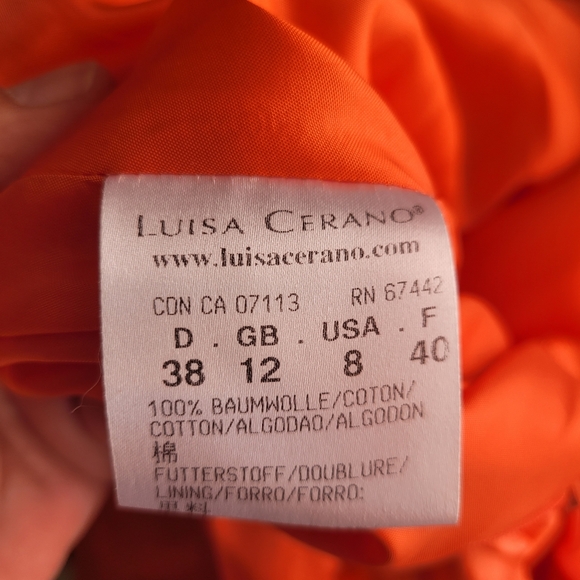 LUISA CERANO®
www.luisacerano.com
CDN CA 07113 RN 67442
D . GB . USA . F
38 12 8 40
100% BAUMWOLLE/COTON/
COTTON/ALGODAO/ALGODON
棉
FUTTERSTOFF/DOUBLURE/
LINING/FORRO/FORRO: